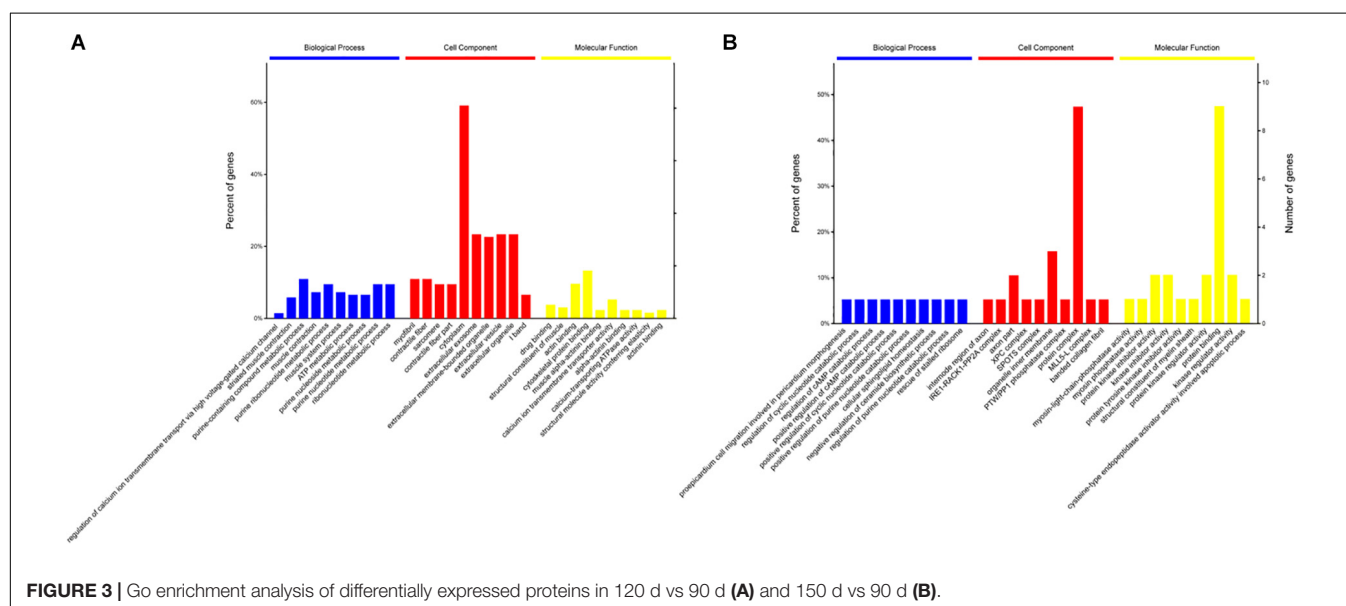 A
Biological Process
Cell Component
Molecular Function
Percent of genes
60%
40%
20%
0%
regulation of calcium ion transmembrane transport via high voltage-gated calcium channel
striated muscle contraction
purine-containing compound metabolic process
muscle contraction
purine ribonucleotide metabolic process
muscle system process
ATP metabolic process
purine nucleoside metabolic process
purine nucleotide metabolic process
ribonucleotide metabolic process
myofibril
contractile fiber
sarcomere
contractile fiber part
cytoplasm
extracellular exosome
extracellular membrane-bounded organelle
extracellular vesicle
extracellular organelle
I band
drug binding
structural constituent of muscle
actin binding
cytoskeletal protein binding
muscle alpha-actinin binding
calcium ion transmembrane transporter activity
alpha-actinin binding
calcium-transporting ATPase activity
structural molecule activity conferring elasticity
actinin binding
B
Biological Process
Cell Component
Molecular Function
Percent of genes
50%
40%
30%
20%
10%
0%
Number of genes
10
8
6
4
2
0
proepicardium cell migration involved in pericardium morphogenesis
regulation of cyclic nucleotide catabolic process
regulation of cAMP catabolic process
positive regulation of cAMP catabolic process
positive regulation of cyclic nucleotide catabolic process
positive regulation of purine nucleotide catabolic process
cellular sphingolipid homeostasis
negative regulation of ceramide biosynthetic process
regulation of purine nucleotide catabolic process
rescue of stalled ribosome
internode region of axon
IRE1-RACK1-PP2A complex
axon part
XPC complex
SPOTS complex
organelle inner membrane
PTW/PP1 phosphatase complex
protein complex
MLL5-L complex
banded collagen fibril
myosin-light-chain-phosphatase activity
myosin phosphatase activity
protein kinase inhibitor activity
kinase inhibitor activity
protein tyrosine kinase inhibitor activity
structural constituent of myelin sheath
protein kinase regulator activity
protein binding
kinase regulator activity
cysteine-type endopeptidase activator activity involved apoptotic process
FIGURE 3 | Go enrichment analysis of differentially expressed proteins in 120 d vs 90 d (A) and 150 d vs 90 d (B).